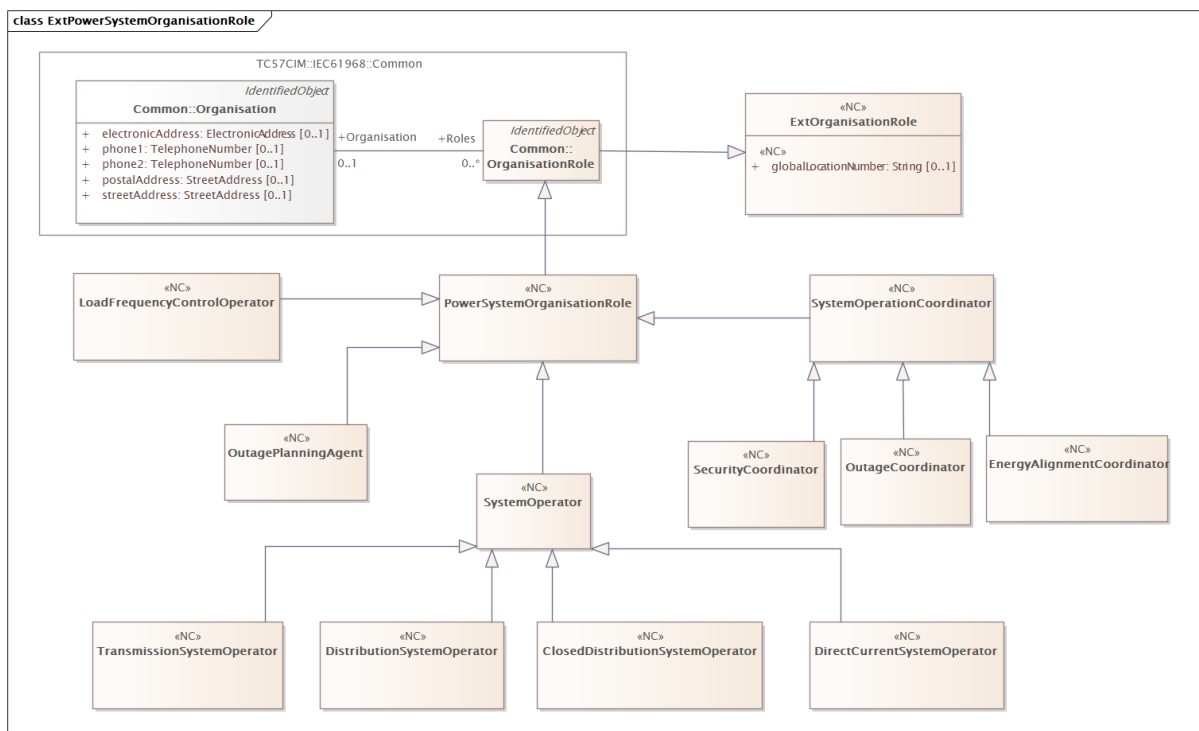 class ExtPowerSystemOrganisationRole
TC57CIM::IEC61968::Common
IdentifiedObject
Common::Organisation
+ electronicAddress: ElectronicAddress [0..1]
+ phone1: TelephoneNumber [0..1]
+ phone2: TelephoneNumber [0..1]
+ postalAddress: StreetAddress [0..1]
+ streetAddress: StreetAddress [0..1]
+Organisation
0..1
+Roles
0..*
IdentifiedObject
Common::
OrganisationRole
«NC»
ExtOrganisationRole
«NC»
+ globalLocationNumber: String [0..1]
«NC»
LoadFrequencyControlOperator
«NC»
PowerSystemOrganisationRole
«NC»
SystemOperationCoordinator
«NC»
OutagePlanningAgent
«NC»
SecurityCoordinator
«NC»
OutageCoordinator
«NC»
EnergyAlignmentCoordinator
«NC»
SystemOperator
«NC»
TransmissionSystemOperator
«NC»
DistributionSystemOperator
«NC»
ClosedDistributionSystemOperator
«NC»
DirectCurrentSystemOperator